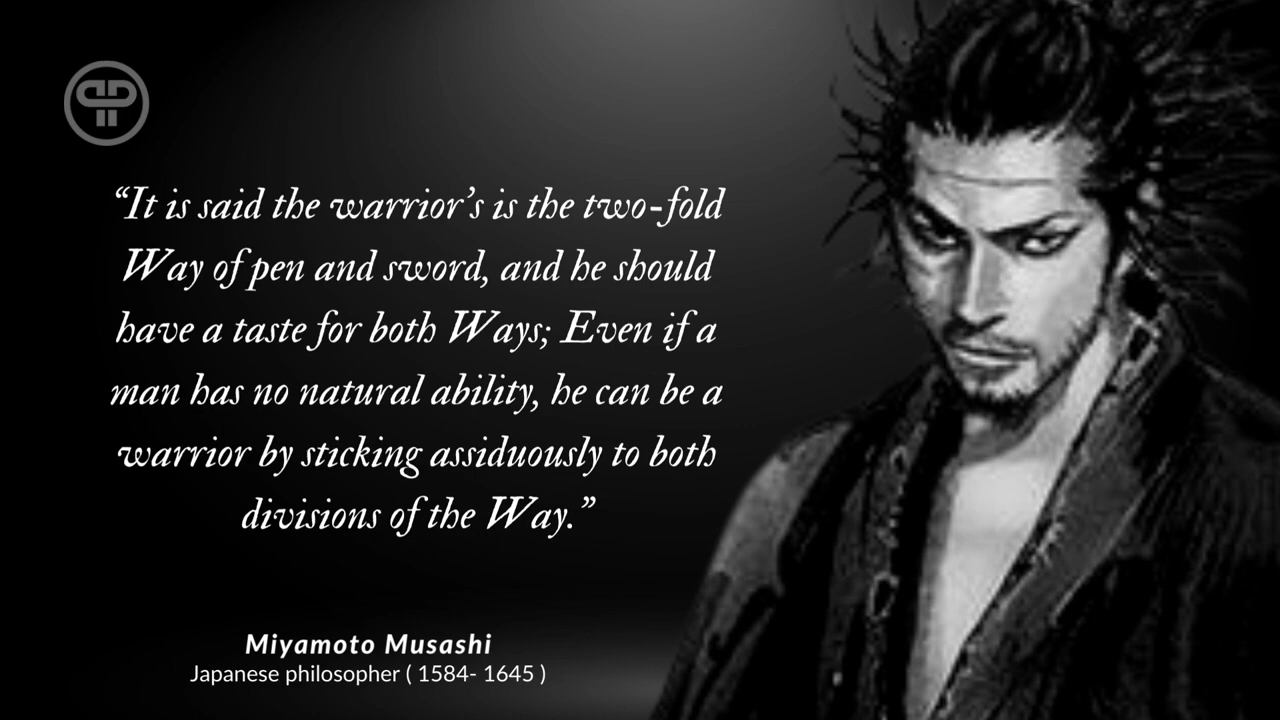 “It is said the warrior’s is the two-fold
Way of pen and sword, and he should
have a taste for both Ways; Even if a
man has no natural ability, he can be a
warrior by sticking assiduously to both
divisions of the Way.”
Miyamoto Musashi
Japanese philosopher ( 1584- 1645 )